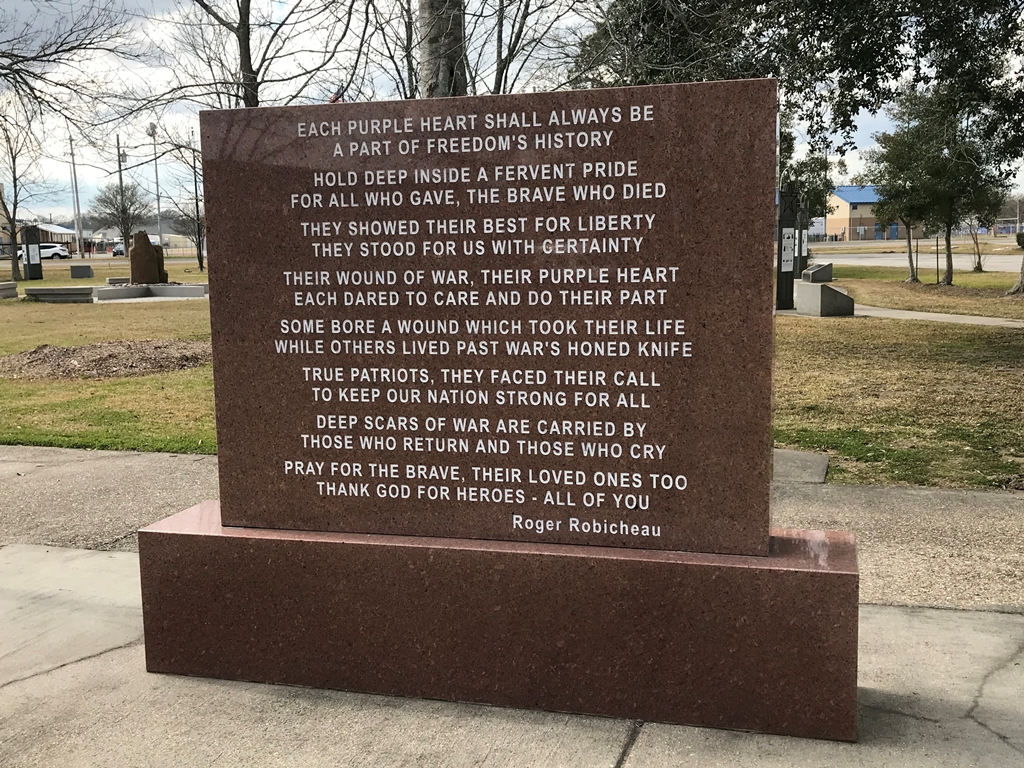 EACH PURPLE HEART SHALL ALWAYS BE
A PART OF FREEDOM'S HISTORY
HOLD DEEP INSIDE A FERVENT PRIDE
FOR ALL WHO GAVE, THE BRAVE WHO DIED
THEY SHOWED THEIR BEST FOR LIBERTY
THEY STOOD FOR US WITH CERTAINTY
THEIR WOUND OF WAR, THEIR PURPLE HEART
EACH DARED TO CARE AND DO THEIR PART
SOME BORE A WOUND WHICH TOOK THEIR LIFE
WHILE OTHERS LIVED PAST WAR'S HONED KNIFE
TRUE PATRIOTS, THEY FACED THEIR CALL
TO KEEP OUR NATION STRONG FOR ALL
DEEP SCARS OF WAR ARE CARRIED BY
THOSE WHO RETURN AND THOSE WHO CRY
PRAY FOR THE BRAVE, THEIR LOVED ONES TOO
THANK GOD FOR HEROES - ALL OF YOU
Roger Robicheau